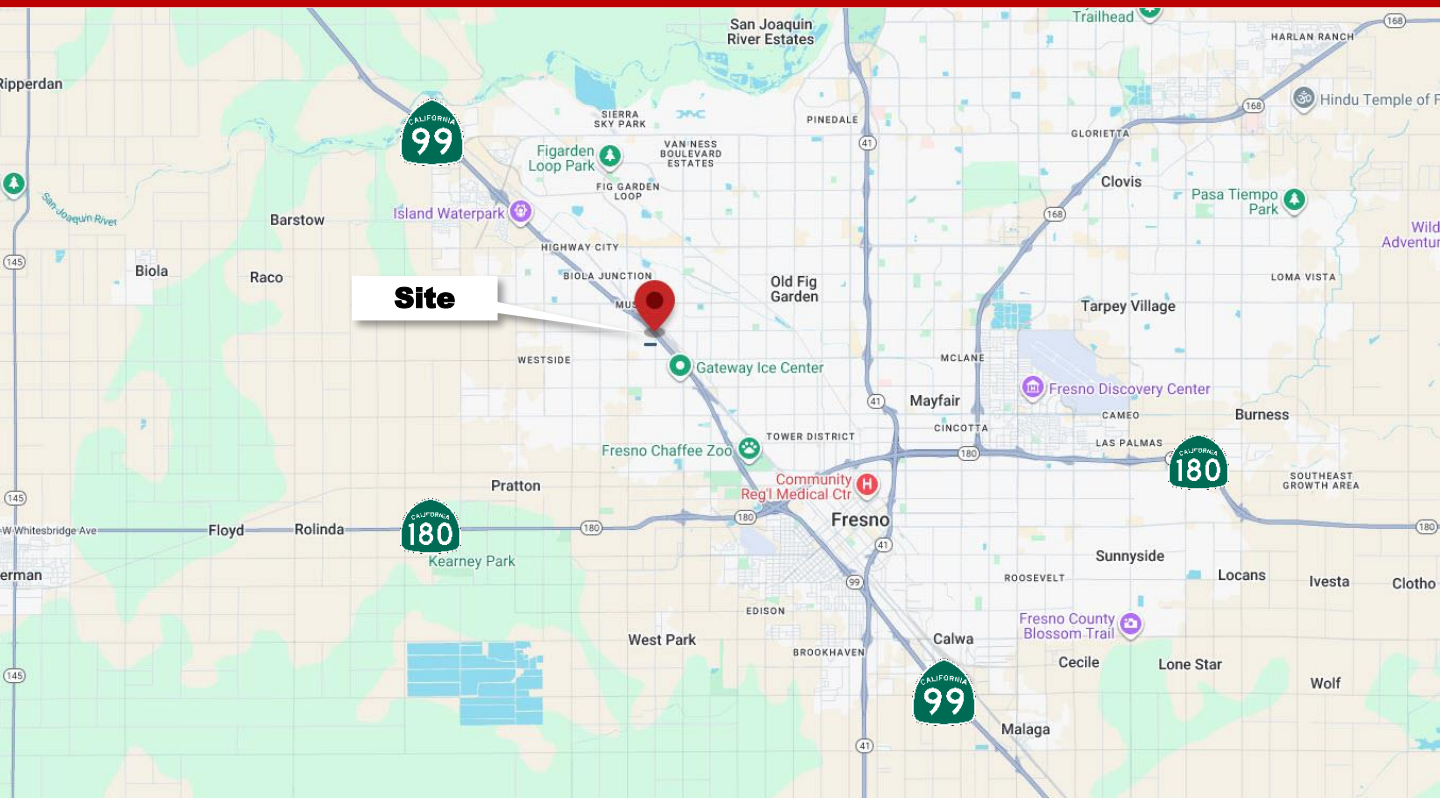 San Joaquin
River Estates
Trailhead
168
HARLAN RANCH
Ripperdan
168
Hindu Temple of F
CALIFORNIA
99
SIERRA
SKY PARK
PINEDALE
GLORIETTA
41
Figarden
Loop Park
VAN NESS
BOULEVARD
ESTATES
FIG GARDEN
LOOP
Clovis
Pasa Tiempo
Park
San-Joaquin River
Barstow
Island Waterpark
168
Wild
Adventur
HIGHWAY CITY
145
Biola
Raco
BIOLA JUNCTION
Old Fig
Garden
LOMA VISTA
Site
MUS
Tarpey Village
WESTSIDE
Gateway Ice Center
MCLANE
Fresno Discovery Center
41
Mayfair
CAMEO
Burness
CINCOTTA
TOWER DISTRICT
LAS PALMAS
Fresno Chaffee Zoo
180
CALIFORNIA
180
Pratton
Community
Reg'l Medical Ctr
H
SOUTHEAST
GROWTH AREA
145
CALIFORNIA
180
W Whitesbridge Ave
Floyd
Rolinda
180
180
Fresno
180
41
Kearney Park
Sunnyside
erman
99
ROOSEVELT
Locans
Ivesta
Clotho
EDISON
Fresno County
Blossom Trail
West Park
BROOKHAVEN
Calwa
Cecile
Lone Star
145
CALIFORNIA
99
Wolf
Malaga
41